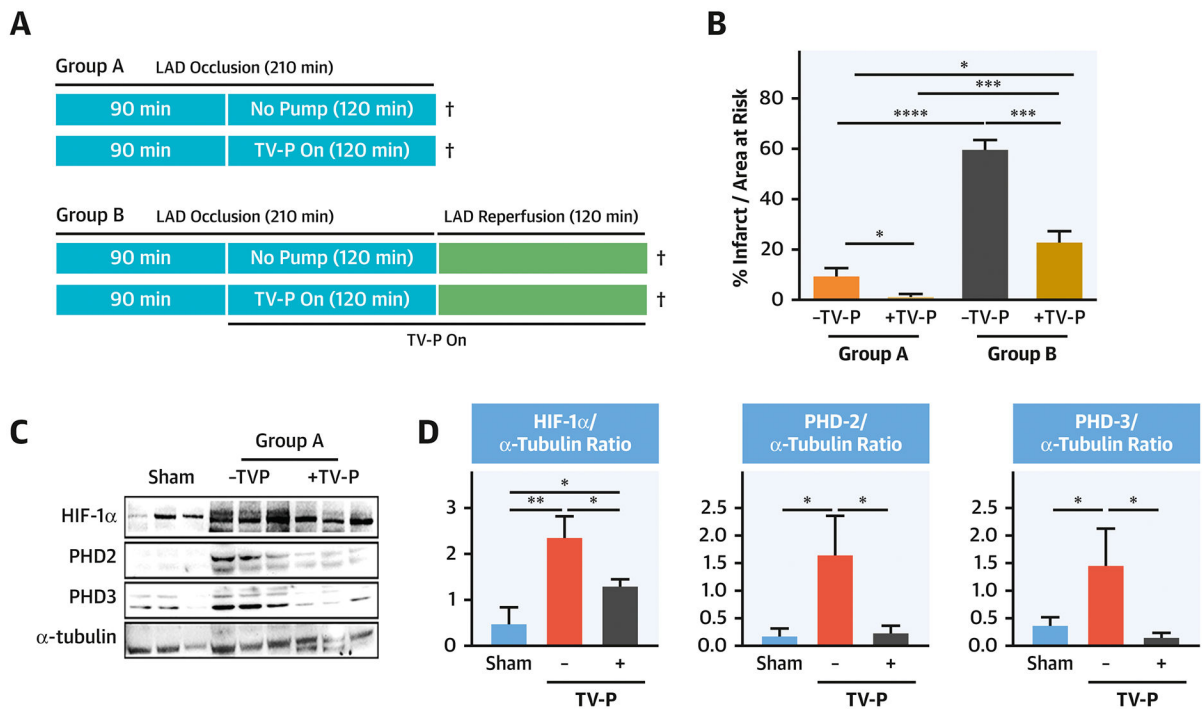 A
Group A LAD Occlusion (210 min)
90 min No Pump (120 min) †
90 min TV-P On (120 min) †
Group B LAD Occlusion (210 min) LAD Reperfusion (120 min)
90 min No Pump (120 min) †
90 min TV-P On (120 min) †
TV-P On
B
% Infarct / Area at Risk
80
60
40
20
0
*
***
**** ***
*
–TV-P +TV-P –TV-P +TV-P
Group A Group B
C
Group A
Sham –TVP +TV-P
HIF-1α
PHD2
PHD3
α-tubulin
D
HIF-1α/
α-Tubulin Ratio
3
2
1
0
*
** *
Sham – +
TV-P
PHD-2/
α-Tubulin Ratio
2.5
2.0
1.5
1.0
0.5
0.0
* *
Sham – +
TV-P
PHD-3/
α-Tubulin Ratio
2.5
2.0
1.5
1.0
0.5
0.0
* *
Sham – +
TV-P